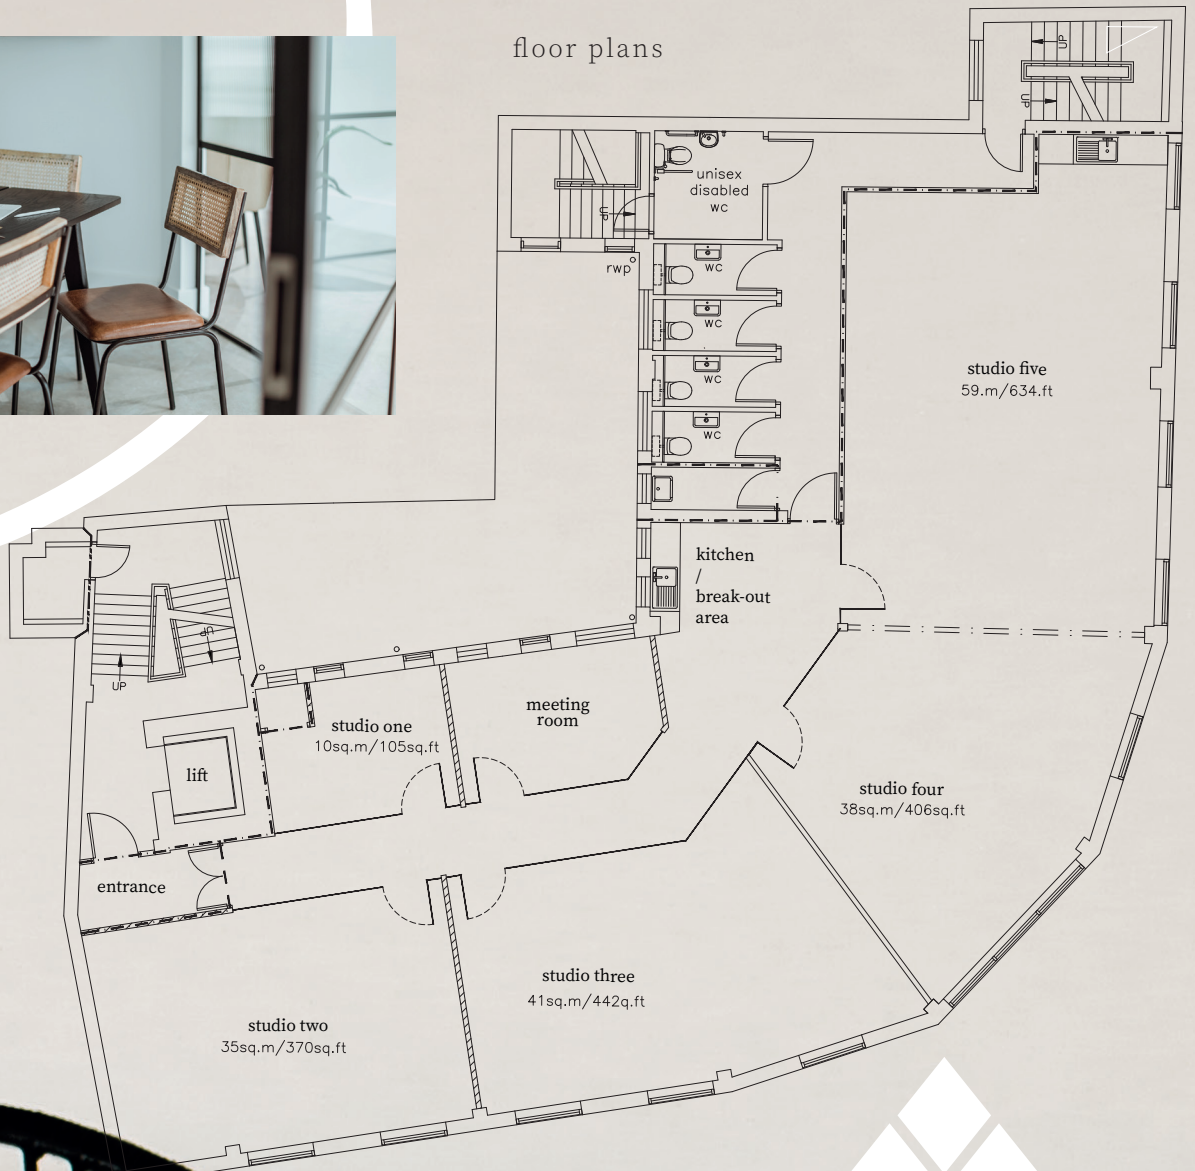 floor plans
UP
UP
unisex
disabled
WC
UP
rwp
WC
WC
WC
WC
studio five
59.m/634.ft
kitchen
/
break-out
area
UP
UP
meeting
room
studio one
10sq.m/105sq.ft
lift
studio four
38sq.m/406sq.ft
entrance
studio three
41sq.m/442q.ft
studio two
35sq.m/370sq.ft